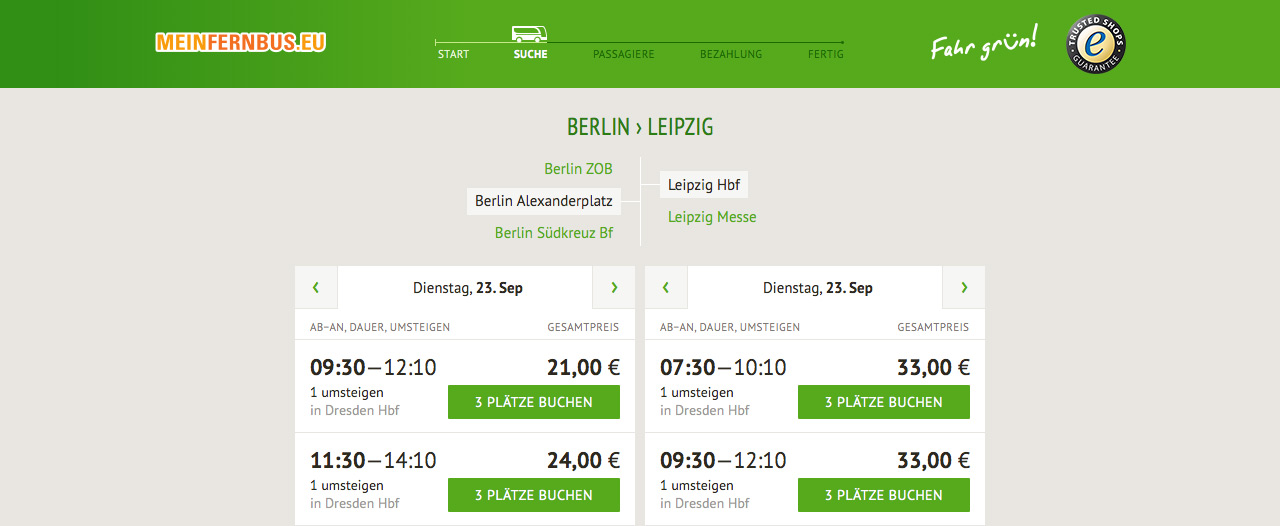 MEINFERNBUS.EU
START SUCHE PASSAGIERE BEZAHLUNG FERTIG
Fahr grün!
TRUSTED SHOPS
e
GUARANTEE
BERLIN › LEIPZIG
Berlin ZOB
Berlin Alexanderplatz
Berlin Südkreuz Bf
Leipzig Hbf
Leipzig Messe
‹ Dienstag, 23. Sep ›
AB–AN, DAUER, UMSTEIGEN GESAMTPREIS
09:30–12:10 21,00 €
1 umsteigen
in Dresden Hbf
3 PLÄTZE BUCHEN
11:30–14:10 24,00 €
1 umsteigen
in Dresden Hbf
3 PLÄTZE BUCHEN
‹ Dienstag, 23. Sep ›
AB–AN, DAUER, UMSTEIGEN GESAMTPREIS
07:30–10:10 33,00 €
1 umsteigen
in Dresden Hbf
3 PLÄTZE BUCHEN
09:30–12:10 33,00 €
1 umsteigen
in Dresden Hbf
3 PLÄTZE BUCHEN